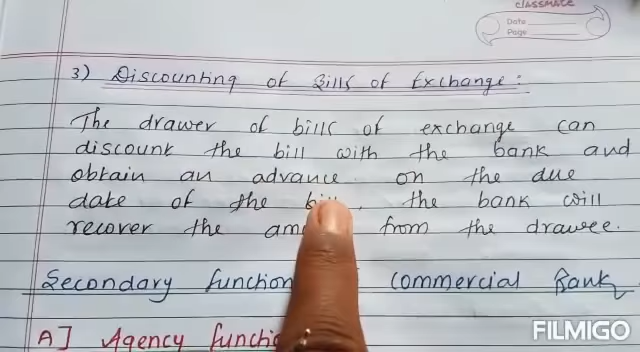 classmate
Date
Page
3) Discounting of Bills of Exchange :
The drawer of bills of exchange can
discount the bill with the bank and
obtain an advance. on the due
date of the the bank will
recover the from the drawee.
Secondary function Commercial Bank
A] Agency
FILMIGO